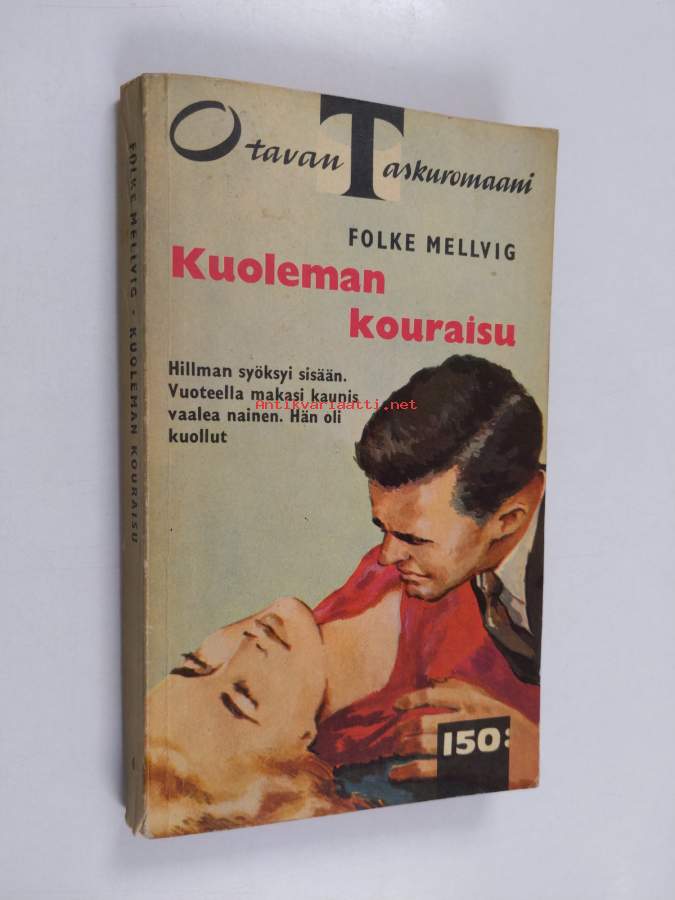 Otavan Taskuromaani
FOLKE MELLVIG
Kuoleman
kouraisu
Hillman syöksyi sisään.
Vuoteella makasi kaunis
vaalea nainen. Hän oli
kuollut
Antikvariaatti.net
150:
FOLKE MELLVIG - KUOLEMAN KOURAISU